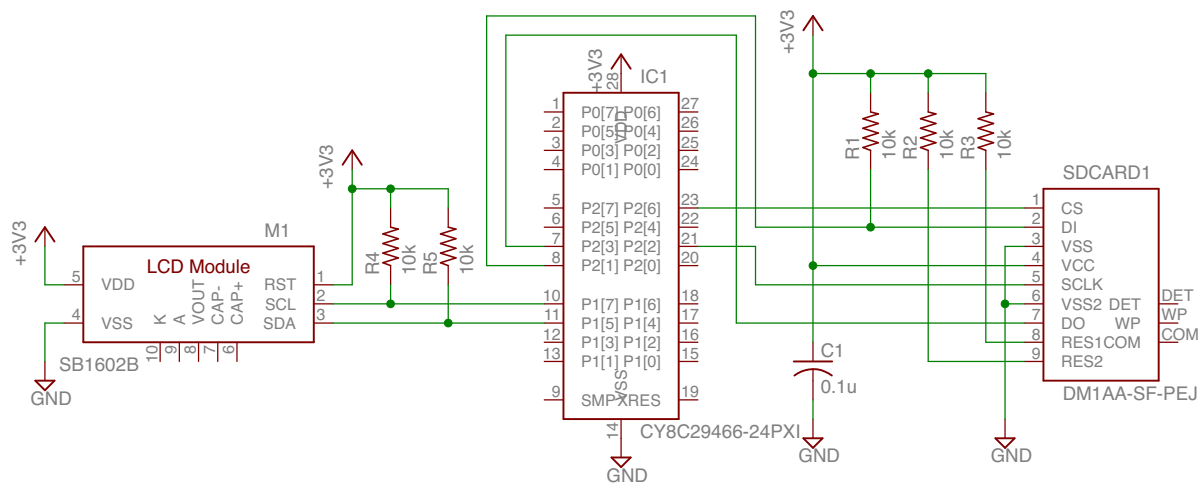 +3V3
+3V3
28
IC1
VDD
1 P0[7] P0[6] 27
2 P0[5] P0[4] 26
3 P0[3] P0[2] 25
4 P0[1] P0[0] 24
5 P2[7] P2[6] 23
6 P2[5] P2[4] 22
7 P2[3] P2[2] 21
8 P2[1] P2[0] 20
10 P1[7] P1[6] 18
11 P1[5] P1[4] 17
12 P1[3] P1[2] 16
13 P1[1] P1[0] 15
VSS
9 SMP XRES 19
14
CY8C29466-24PXI
GND
R1
10k
R2
10k
R3
10k
+3V3
R4
10k
R5
10k
+3V3
M1
LCD Module
5 VDD
4 VSS
RST 1
SCL 2
SDA 3
K
A
VOUT
CAP-
CAP+
10
9
8
7
6
SB1602B
GND
C1
0.1u
GND
SDCARD1
1 CS
2 DI
3 VSS
4 VCC
5 SCLK
6 VSS2 DET DET
7 DO WP WP
8 RES1COM COM
9 RES2
DM1AA-SF-PEJ
GND